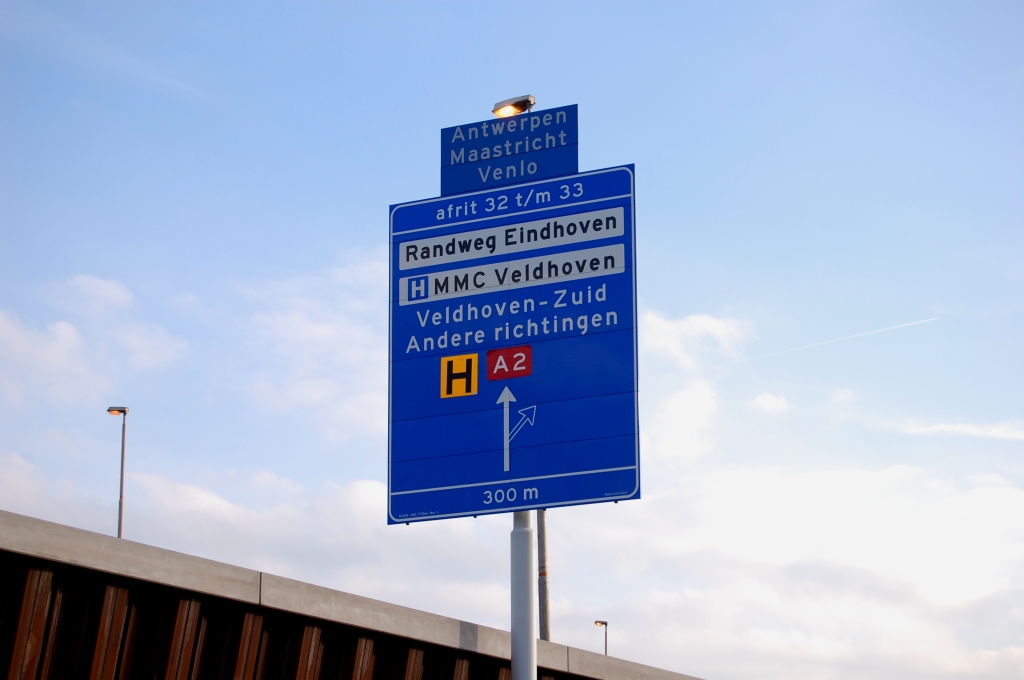 Antwerpen
Maastricht
Venlo
afrit 32 t/m 33
Randweg Eindhoven
H MMC Veldhoven
Veldhoven-Zuid
Andere richtingen
H A2
300 m